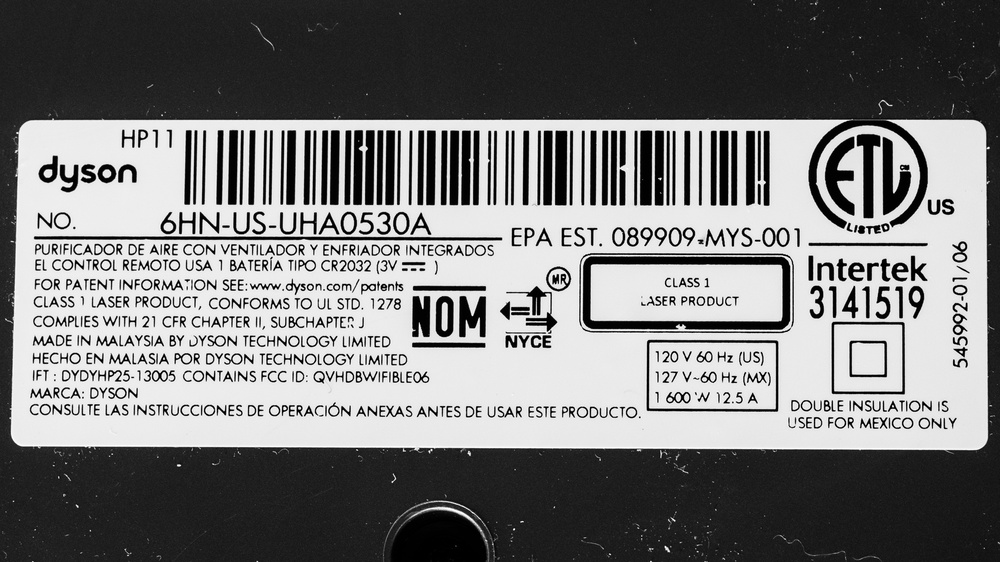 HP11
dyson
NO. 6HN-US-UHA0530A
EPA EST. 089909-MYS-001
PURIFICADOR DE AIRE CON VENTILADOR Y ENFRIADOR INTEGRADOS
EL CONTROL REMOTO USA 1 BATERÍA TIPO CR2032 (3V ⎓ )
FOR PATENT INFORMATION SEE: www.dyson.com/patents
CLASS 1 LASER PRODUCT, CONFORMS TO UL STD. 1278
COMPLIES WITH 21 CFR CHAPTER II, SUBCHAPTER J
MADE IN MALAYSIA BY DYSON TECHNOLOGY LIMITED
HECHO EN MALASIA POR DYSON TECHNOLOGY LIMITED
IFT : DYDYHP25-13005 CONTAINS FCC ID: QVHDBWIFIBLE06
MARCA: DYSON
CONSULTE LAS INSTRUCCIONES DE OPERACIÓN ANEXAS ANTES DE USAR ESTE PRODUCTO.
NOM
MR
NYCE
CLASS 1
LASER PRODUCT
120 V 60 Hz (US)
127 V~60 Hz (MX)
1 600 W 12.5 A
ETL
CM
LISTED
US
Intertek
3141519
DOUBLE INSULATION IS
USED FOR MEXICO ONLY
545992-01/06